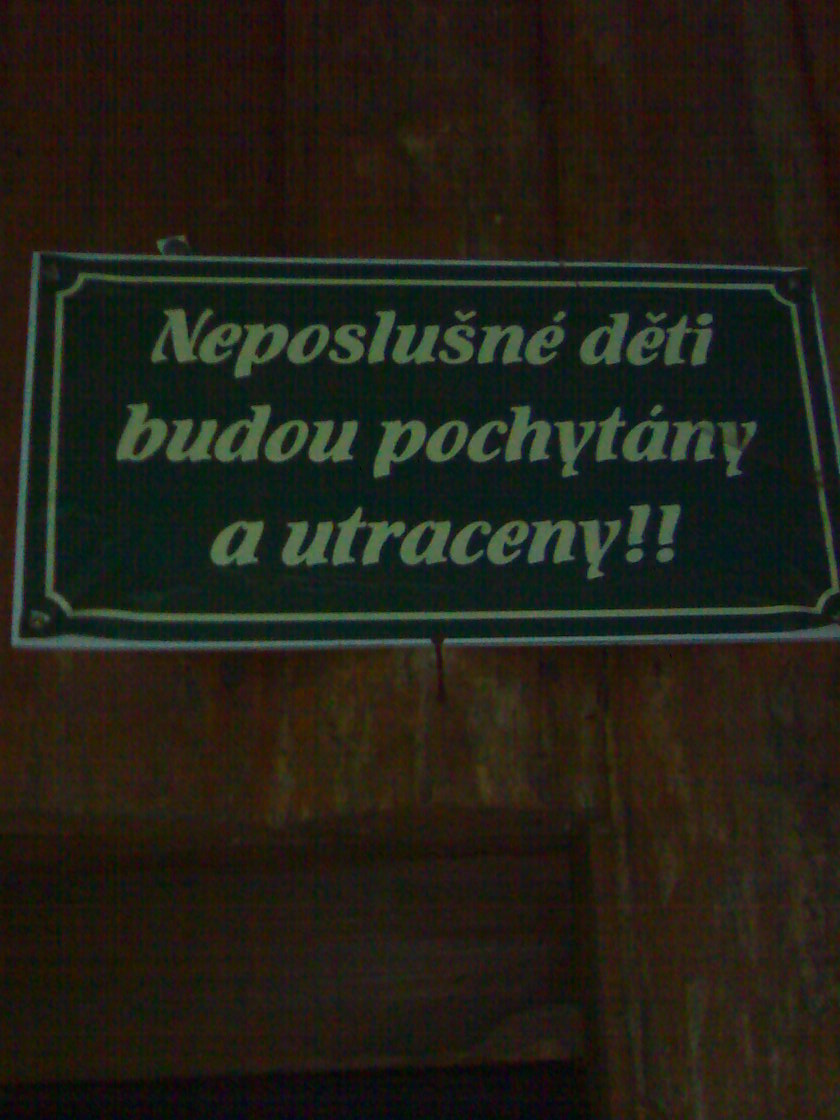 Neposlušné děti
budou pochytány
a utraceny!!